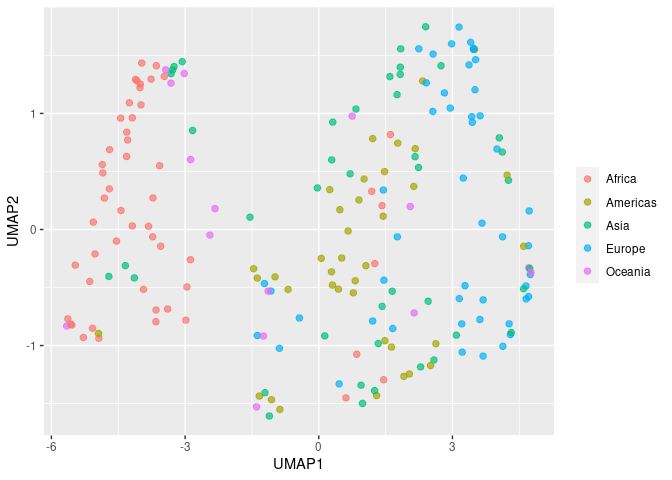 1
0
-1
-6
-3
0
3
UMAP1
UMAP2
Africa
Americas
Asia
Europe
Oceania